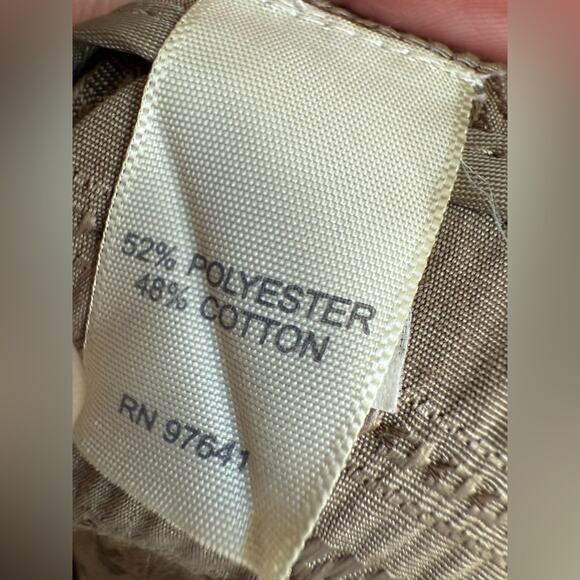 52% POLYESTER
48% COTTON
RN 97641